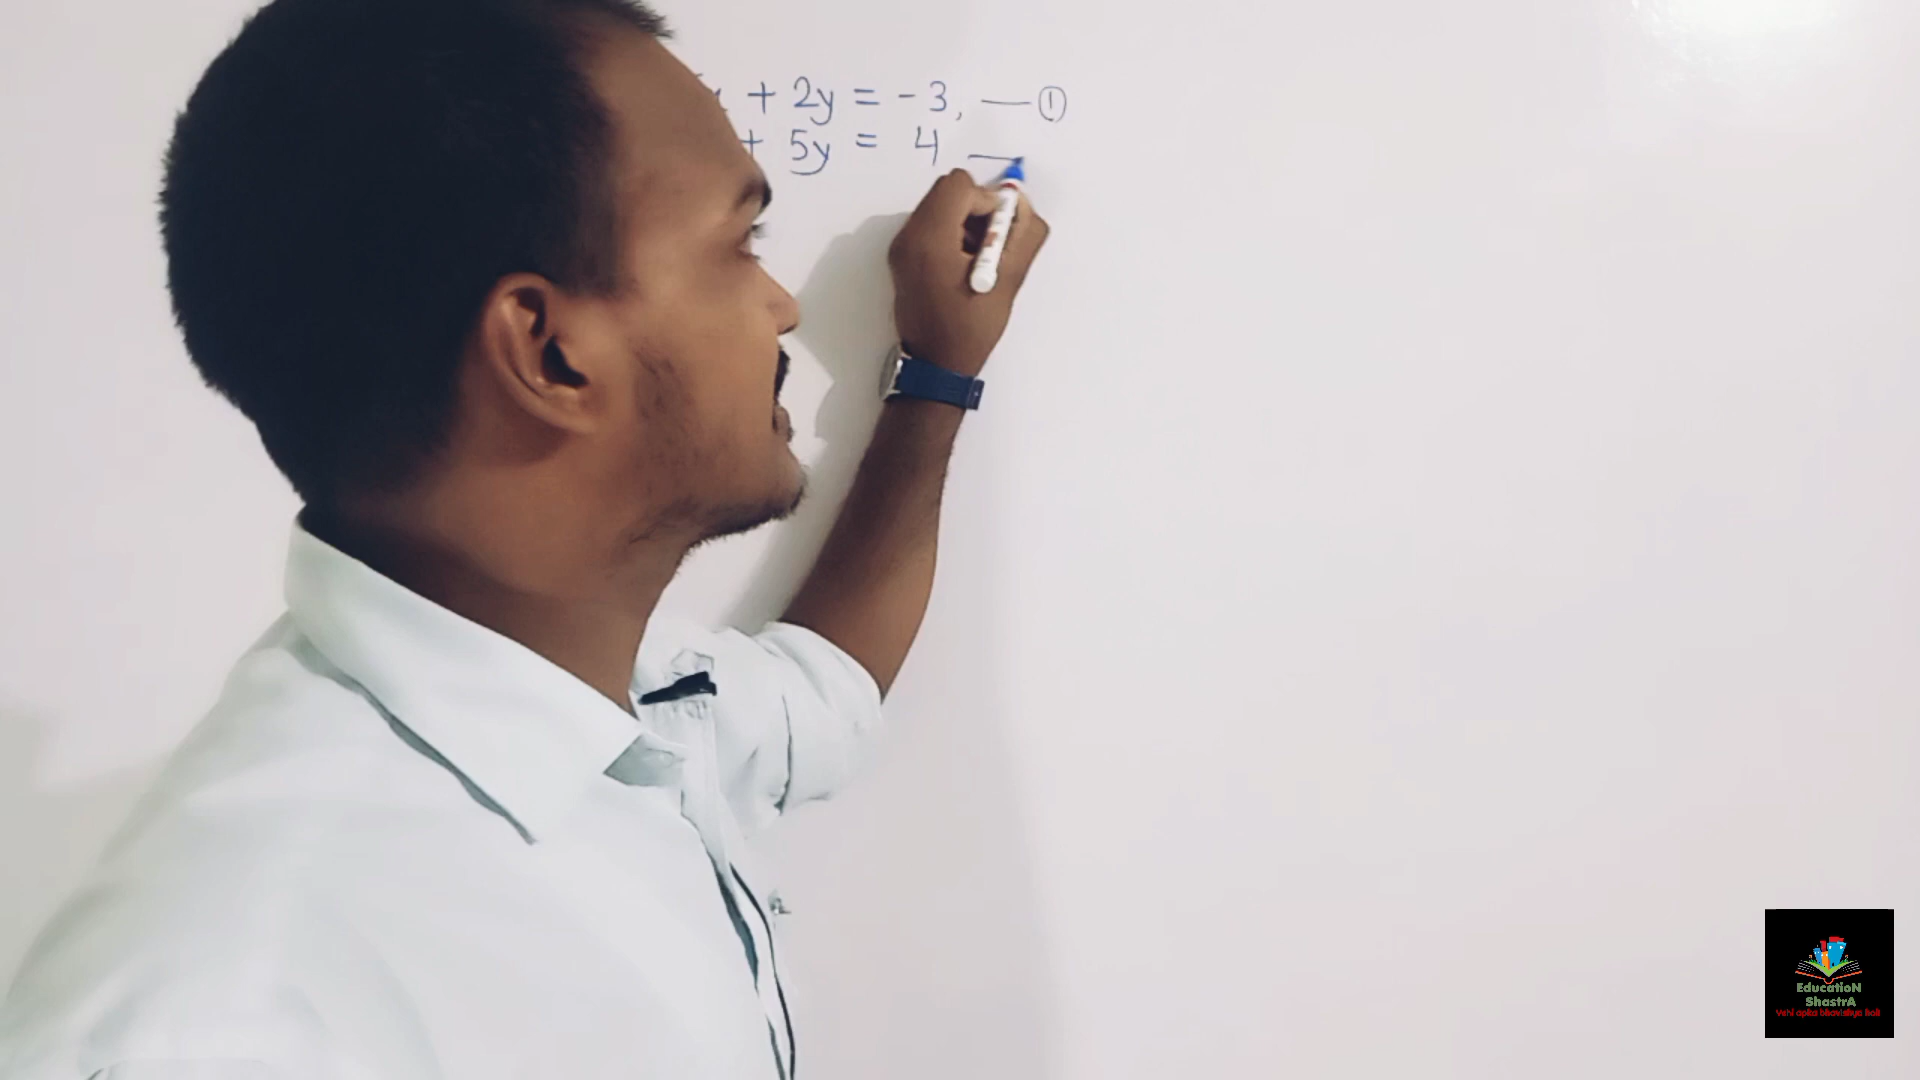 + 2y = -3, — ①
+ 5y = 4 —
EducatioN
ShastrA